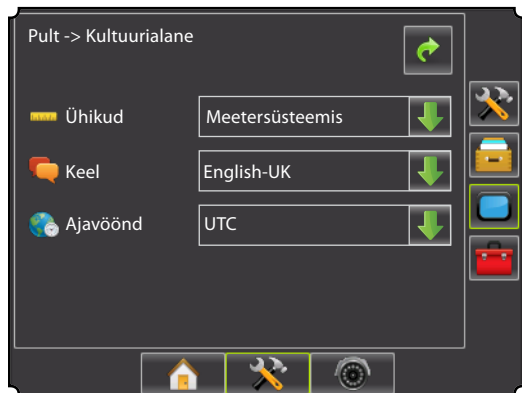 Pult -> Kultuurialane
Ühikud Meetersüsteemis
Keel English-UK
Ajavöönd UTC